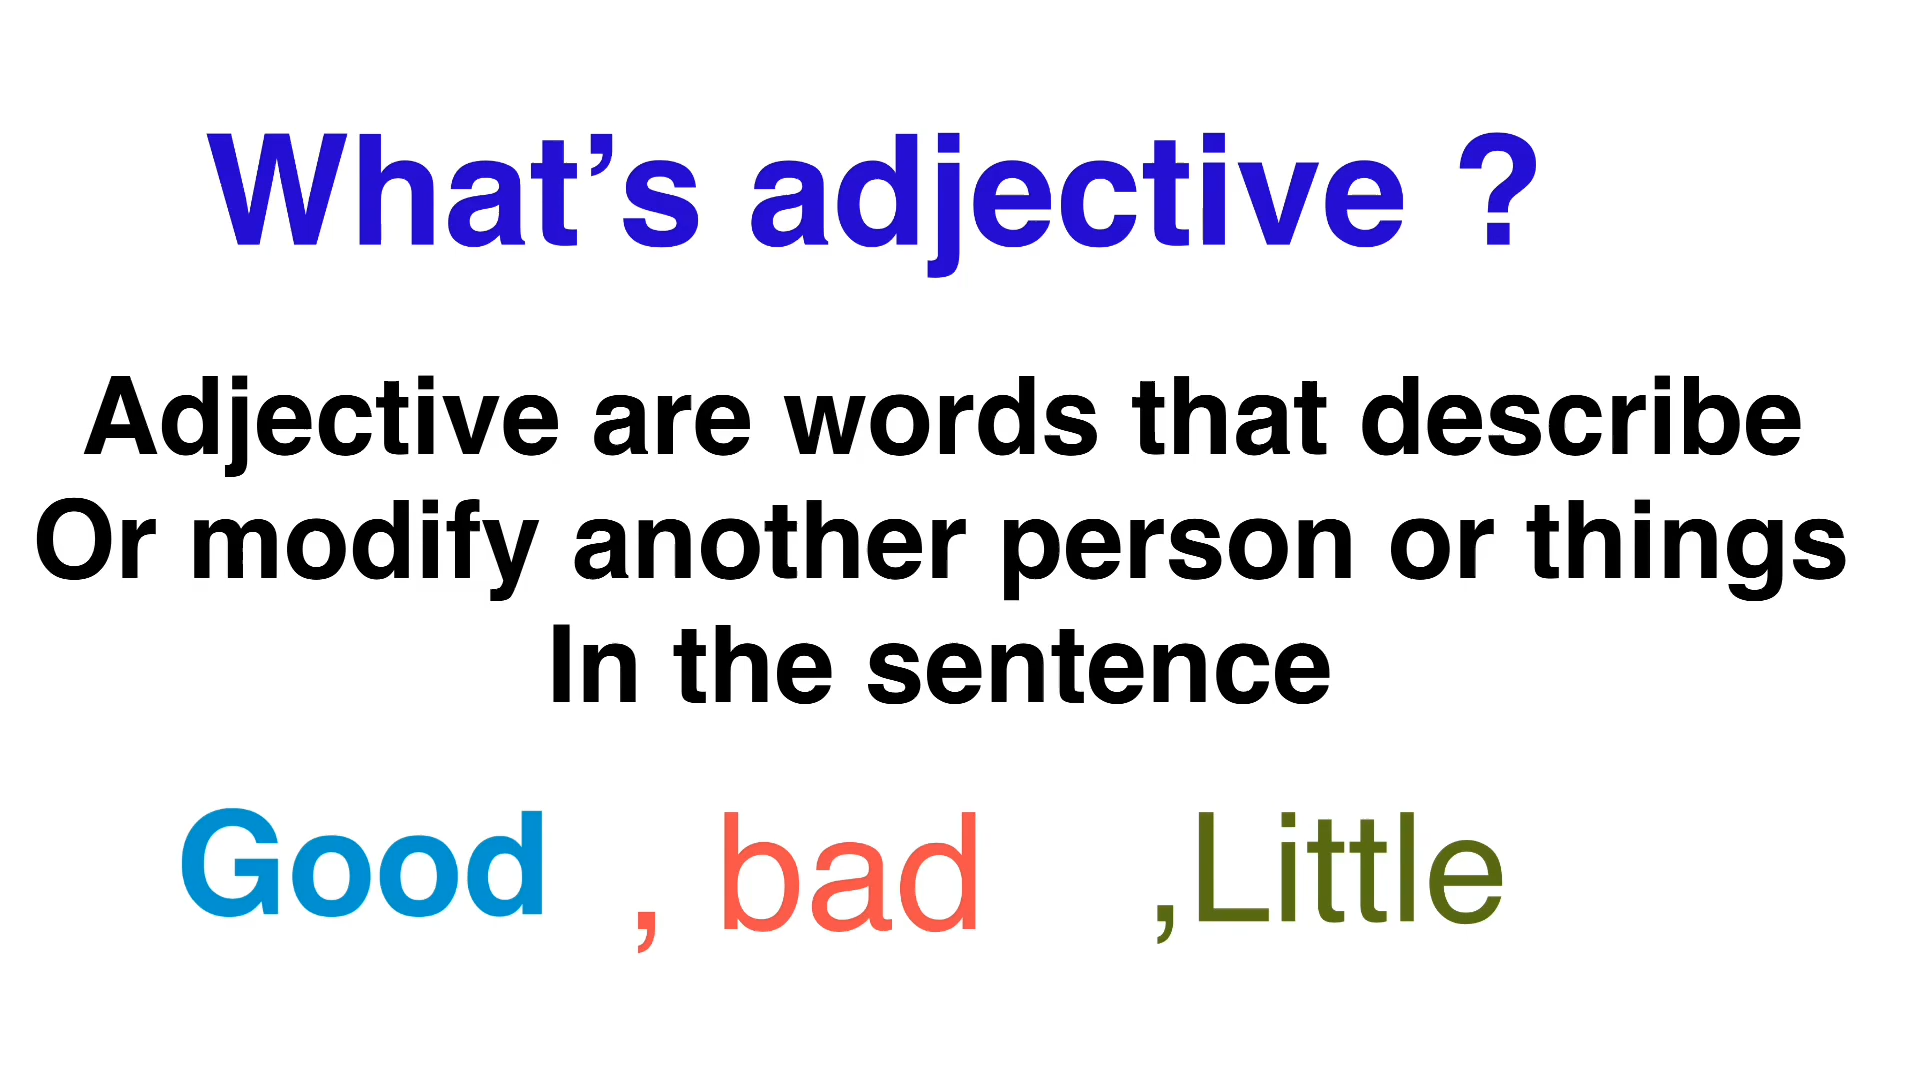 What’s adjective ?
Adjective are words that describe
Or modify another person or things
In the sentence
Good , bad ,Little